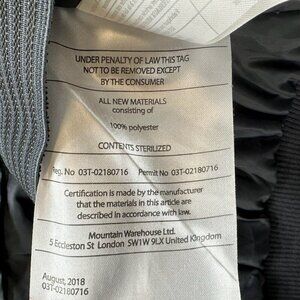 UNDER PENALTY OF LAW THIS TAG
NOT TO BE REMOVED EXCEPT
BY THE CONSUMER
ALL NEW MATERIALS
consisting of
100% polyester
CONTENTS STERILIZED
Reg. No 03T-02180716 Permit No 03T-02180716
Certification is made by the manufacturer
that the materials in this article are
described in accordance with law.
Mountain Warehouse Ltd.
5 Eccleston St London SW1W 9LX United Kingdom
August, 2018
03T-02180716